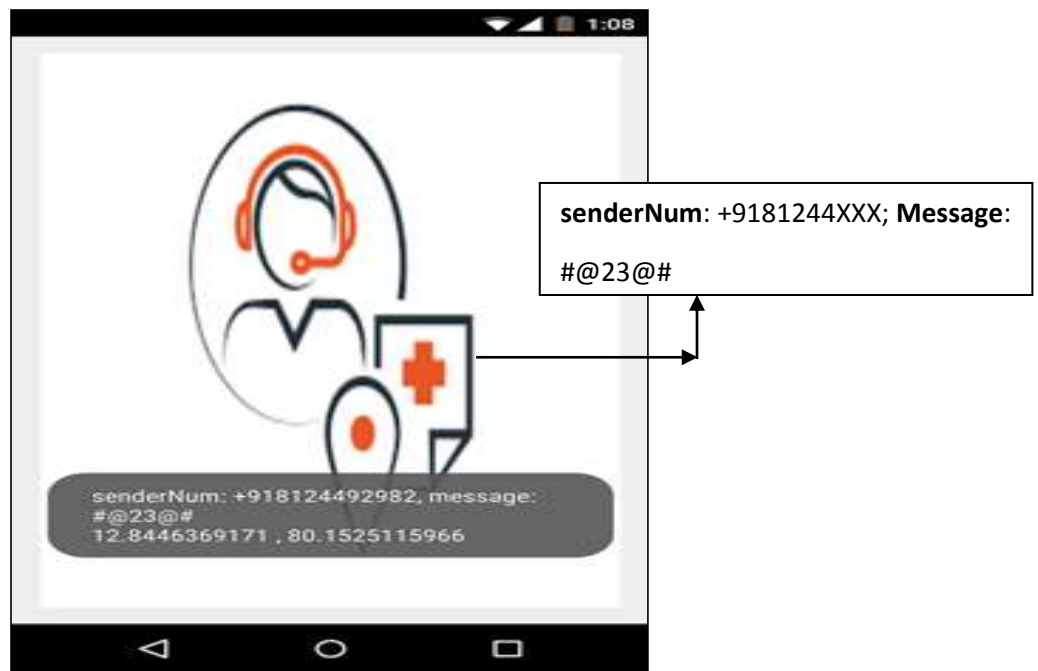 1:08
senderNum: +9181244XXX; Message:
#@23@#
senderNum: +918124492982, message:
#@23@#
12.8446369171 , 80.1525115966